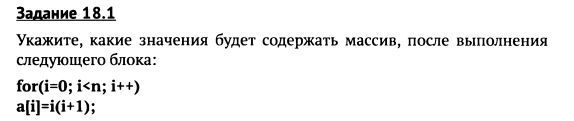 Задание 18.1
Укажите, какие значения будет содержать массив, после выполнения
следующего блока:
for(i=0; i<n; i++)
a[i]=i(i+1);